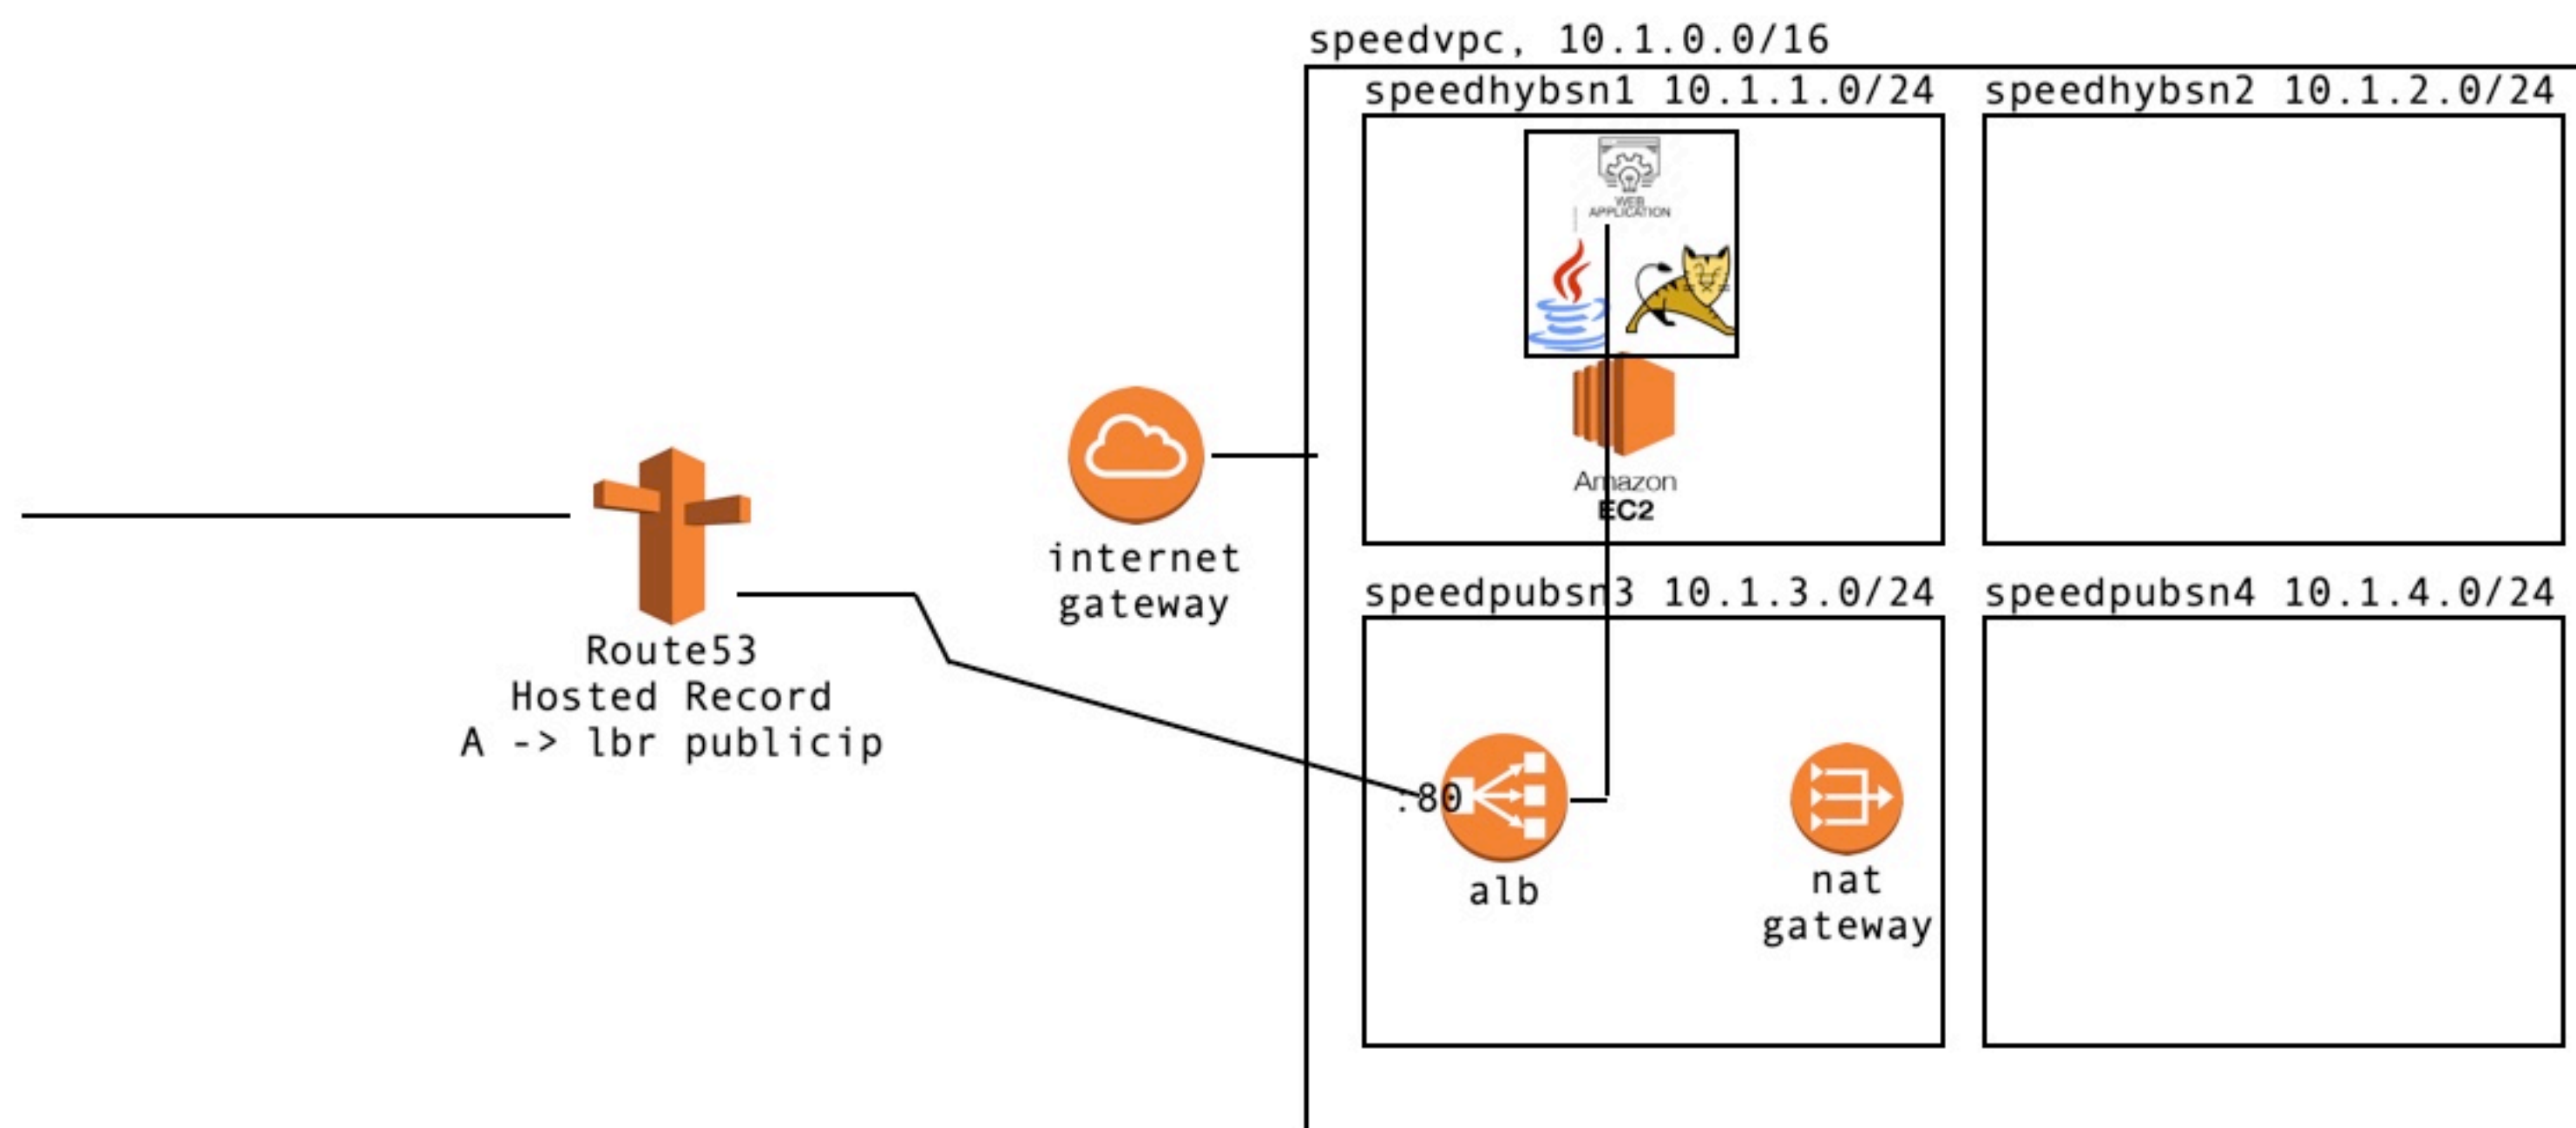 speedvpc, 10.1.0.0/16
speedhybsn1 10.1.1.0/24
speedhybsn2 10.1.2.0/24
WEB
APPLICATION
Amazon
EC2
internet
gateway
speedpubsn3 10.1.3.0/24
speedpubsn4 10.1.4.0/24
Route53
Hosted Record
A -> lbr publicip
:80
alb
nat
gateway